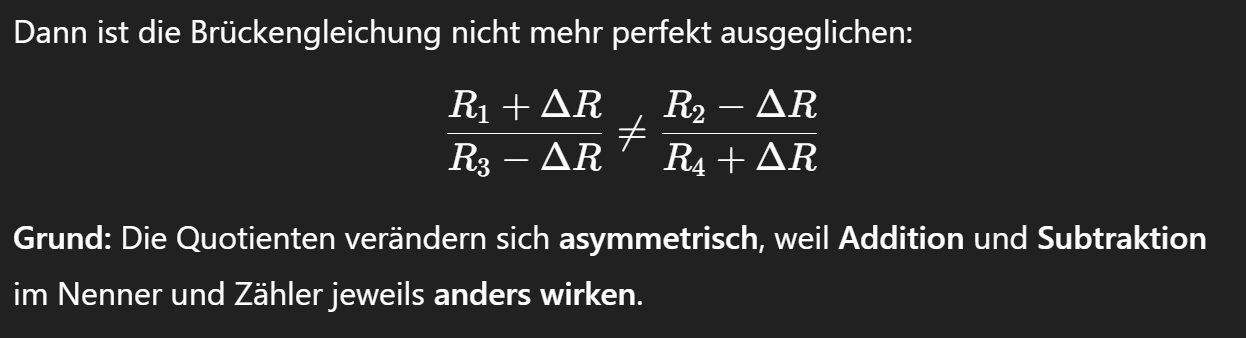 Dann ist die Brückengleichung nicht mehr perfekt ausgeglichen:
R₁ + ΔR / R₃ − ΔR ≠ R₂ − ΔR / R₄ + ΔR
Grund: Die Quotienten verändern sich asymmetrisch, weil Addition und Subtraktion
im Nenner und Zähler jeweils anders wirken.